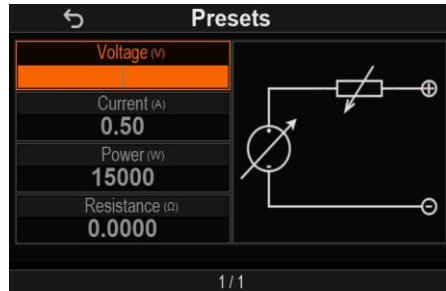 Presets
Voltage (V)
Current (A)
0.50
Power (W)
15000
Resistance (Ω)
0.0000
1 / 1